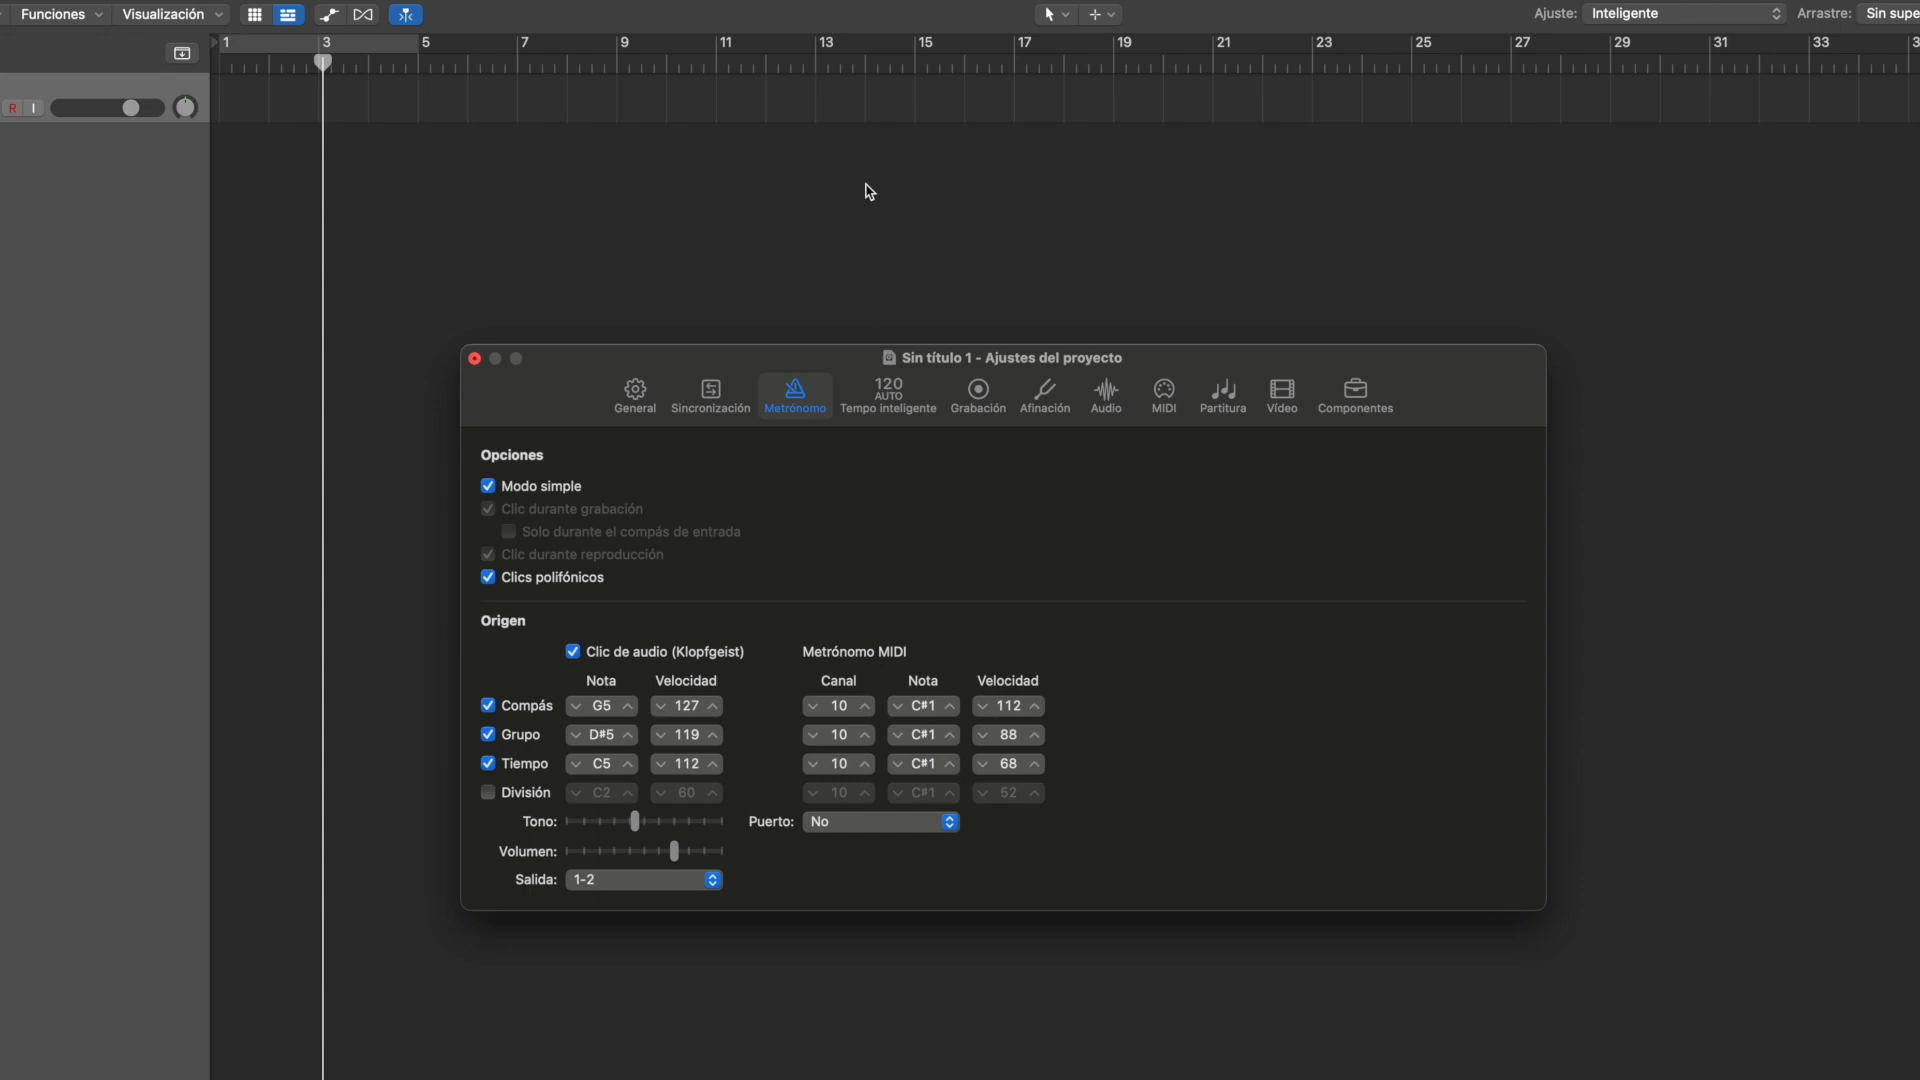 Funciones
Visualización
Ajuste: Inteligente
Arrastre: Sin supe
1 3 5 7 9 11 13 15 17 19 21 23 25 27 29 31 33 3
R I
Sin título 1 - Ajustes del proyecto
120
AUTO
General Sincronización Metrónomo Tempo inteligente Grabación Afinación Audio MIDI Partitura Vídeo Componentes
Opciones
Modo simple
Clic durante grabación
Solo durante el compás de entrada
Clic durante reproducción
Clics polifónicos
Origen
Clic de audio (Klopfgeist) Metrónomo MIDI
Nota Velocidad Canal Nota Velocidad
Compás G5 127 10 C#1 112
Grupo D#5 119 10 C#1 88
Tiempo C5 112 10 C#1 68
División C2 60 10 C#1 52
Tono: Puerto: No
Volumen:
Salida: 1-2